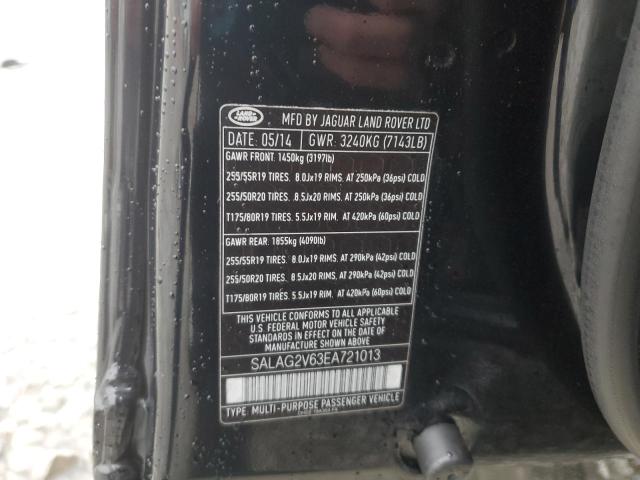 LAND ROVER
MFD BY JAGUAR LAND ROVER LTD
DATE: 05/14 GWR: 3240KG (7143LB)
GAWR FRONT: 1450kg (3197lb)
255/55R19 TIRES. 8.0Jx19 RIMS. AT 250kPa (36psi) COLD
255/50R20 TIRES. 8.5Jx20 RIMS. AT 250kPa (36psi) COLD
T175/80R19 TIRES. 5.5Jx19 RIM. AT 420kPa (60psi) COLD
GAWR REAR: 1855kg (4090lb)
255/55R19 TIRES. 8.0Jx19 RIMS. AT 290kPa (42psi) COLD
255/50R20 TIRES. 8.5Jx20 RIMS. AT 290kPa (42psi) COLD
T175/80R19 TIRES. 5.5Jx19 RIM. AT 420kPa (60psi) COLD
THIS VEHICLE CONFORMS TO ALL APPLICABLE
U.S. FEDERAL MOTOR VEHICLE SAFETY
STANDARDS IN EFFECT ON THE DATE OF
MANUFACTURE SHOWN ABOVE.
SALAG2V63EA721013
TYPE: MULTI-PURPOSE PASSENGER VEHICLE